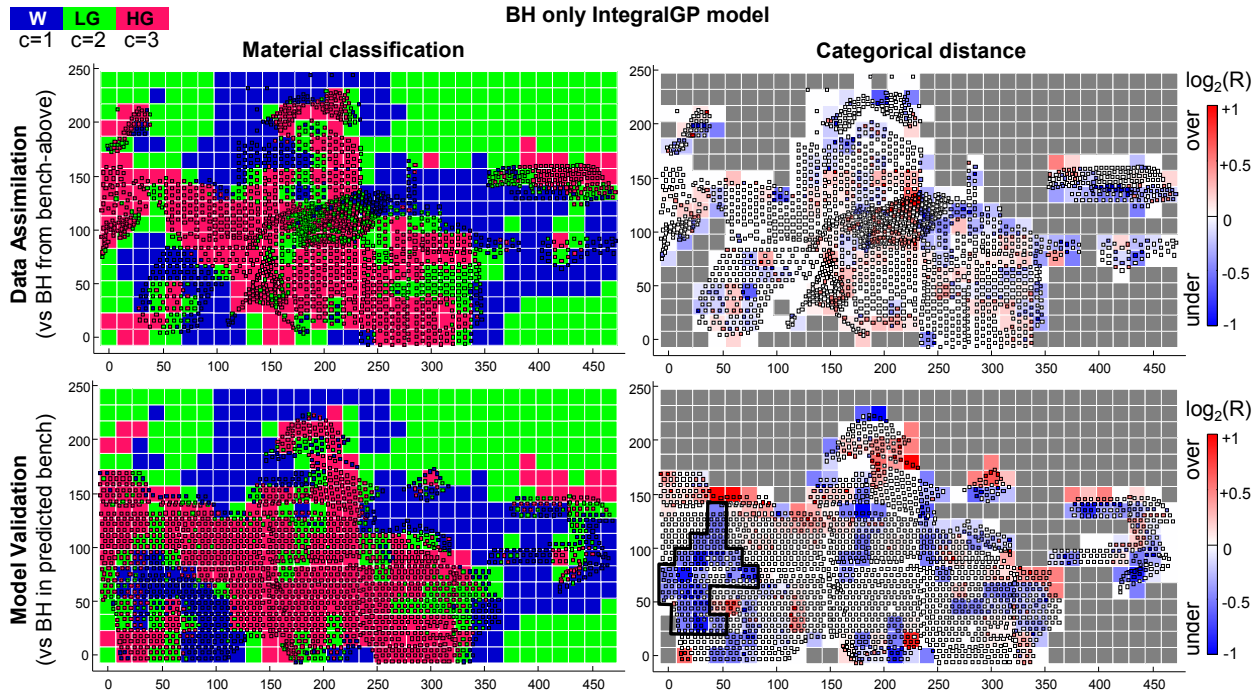 BH only IntegralGP model
W LG HG
c=1 c=2 c=3
Material classification
Categorical distance
Data Assimilation
(vs BH from bench-above)
250
200
150
100
50
0
0 50 100 150 200 250 300 350 400 450
250
200
150
100
50
0
0 50 100 150 200 250 300 350 400 450
log2(R)
+1
+0.5
0
-0.5
-1
over
under
Model Validation
(vs BH in predicted bench)
250
200
150
100
50
0
0 50 100 150 200 250 300 350 400 450
250
200
150
100
50
0
0 50 100 150 200 250 300 350 400 450
log2(R)
+1
+0.5
0
-0.5
-1
over
under